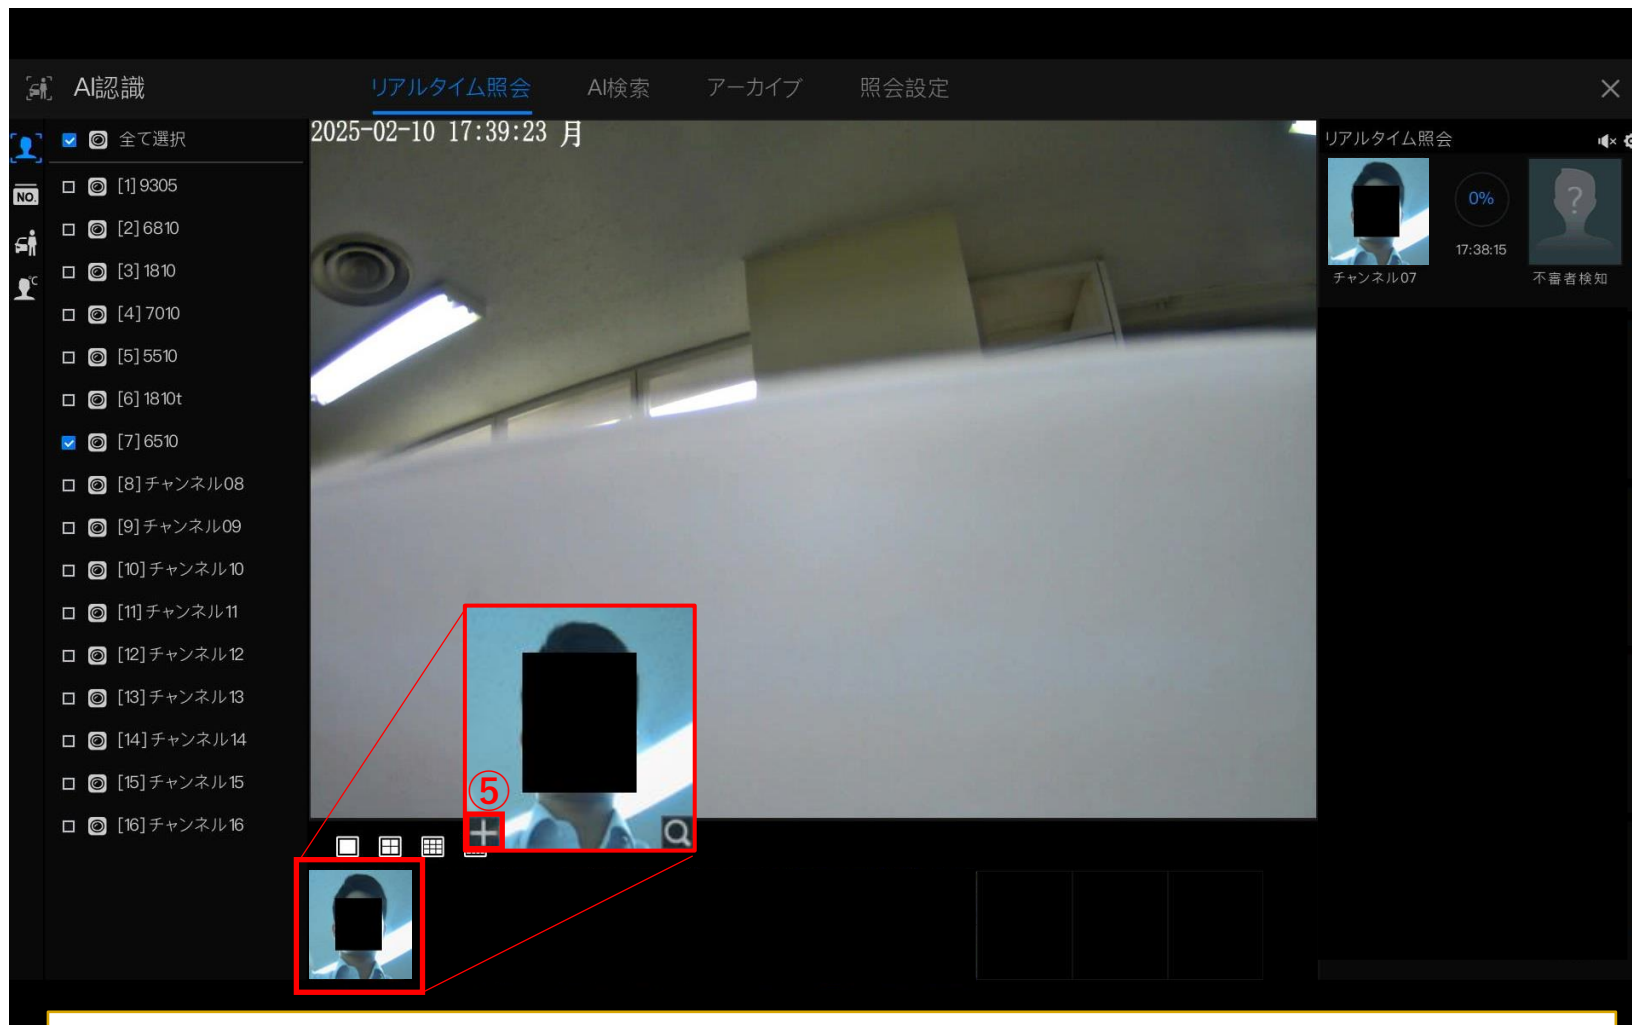 AI認識
リアルタイム照会 AI検索 アーカイブ 照会設定
全て選択
NO.
[1] 9305
[2] 6810
[3] 1810
[4] 7010
[5] 5510
[6] 1810t
[7] 6510
[8] チャンネル08
[9] チャンネル09
[10] チャンネル10
[11] チャンネル11
[12] チャンネル12
[13] チャンネル13
[14] チャンネル14
[15] チャンネル15
[16] チャンネル16
°C
2025-02-10 17:39:23 月
⑤
リアルタイム照会
0%
?
17:38:15
チャンネル07
不審者検知